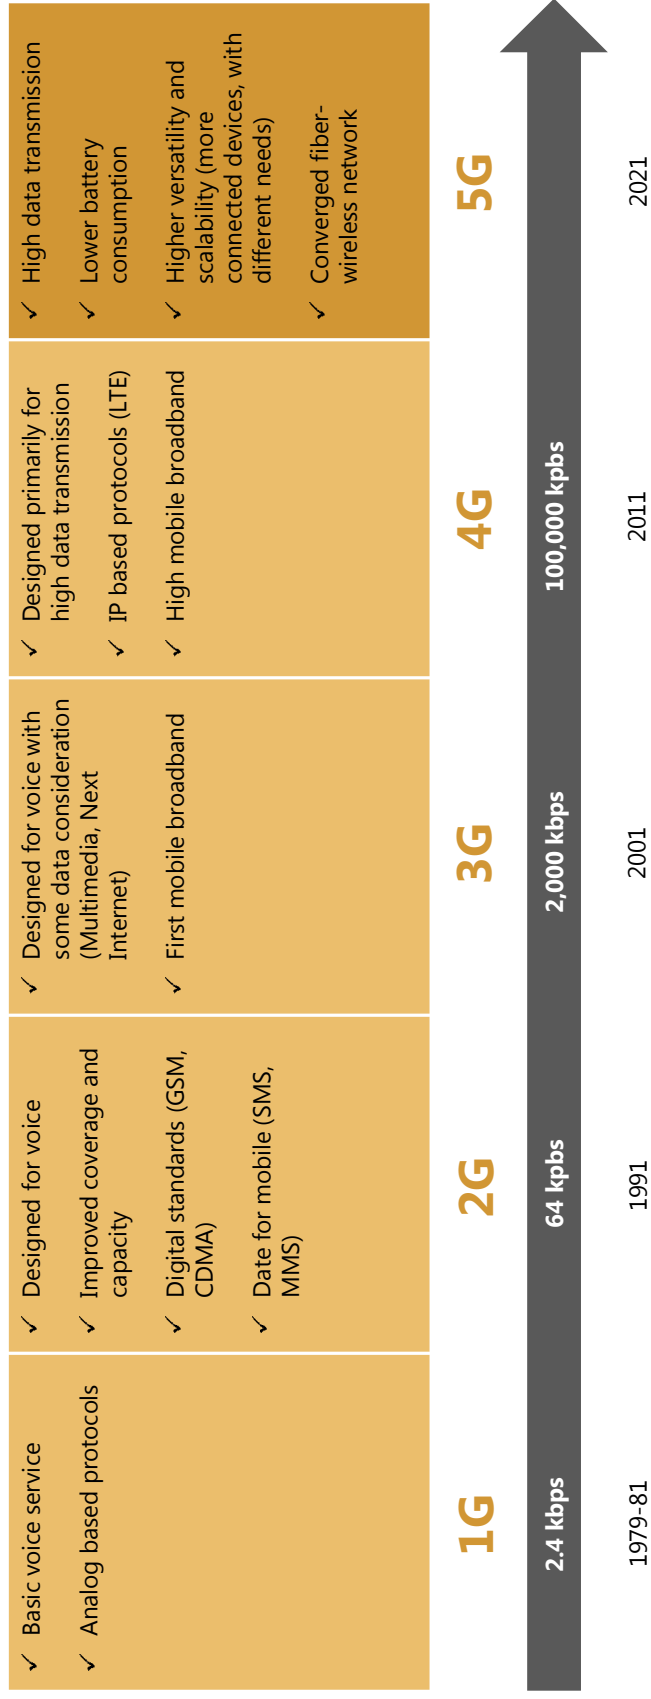 ✓ Basic voice service
✓ Analog based protocols
✓ Designed for voice
✓ Improved coverage and
capacity
✓ Digital standards (GSM,
CDMA)
✓ Date for mobile (SMS,
MMS)
✓ Designed for voice with
some data consideration
(Multimedia, Next
Internet)
✓ First mobile broadband
✓ Designed primarily for
high data transmission
✓ IP based protocols (LTE)
✓ High mobile broadband
✓ High data transmission
✓ Lower battery
consumption
✓ Higher versatility and
scalability (more
connected devices, with
different needs)
✓ Converged fiber-
wireless network
1G
2G
3G
4G
5G
2.4 kbps
64 kpbs
2,000 kbps
100,000 kpbs
1979-81
1991
2001
2011
2021